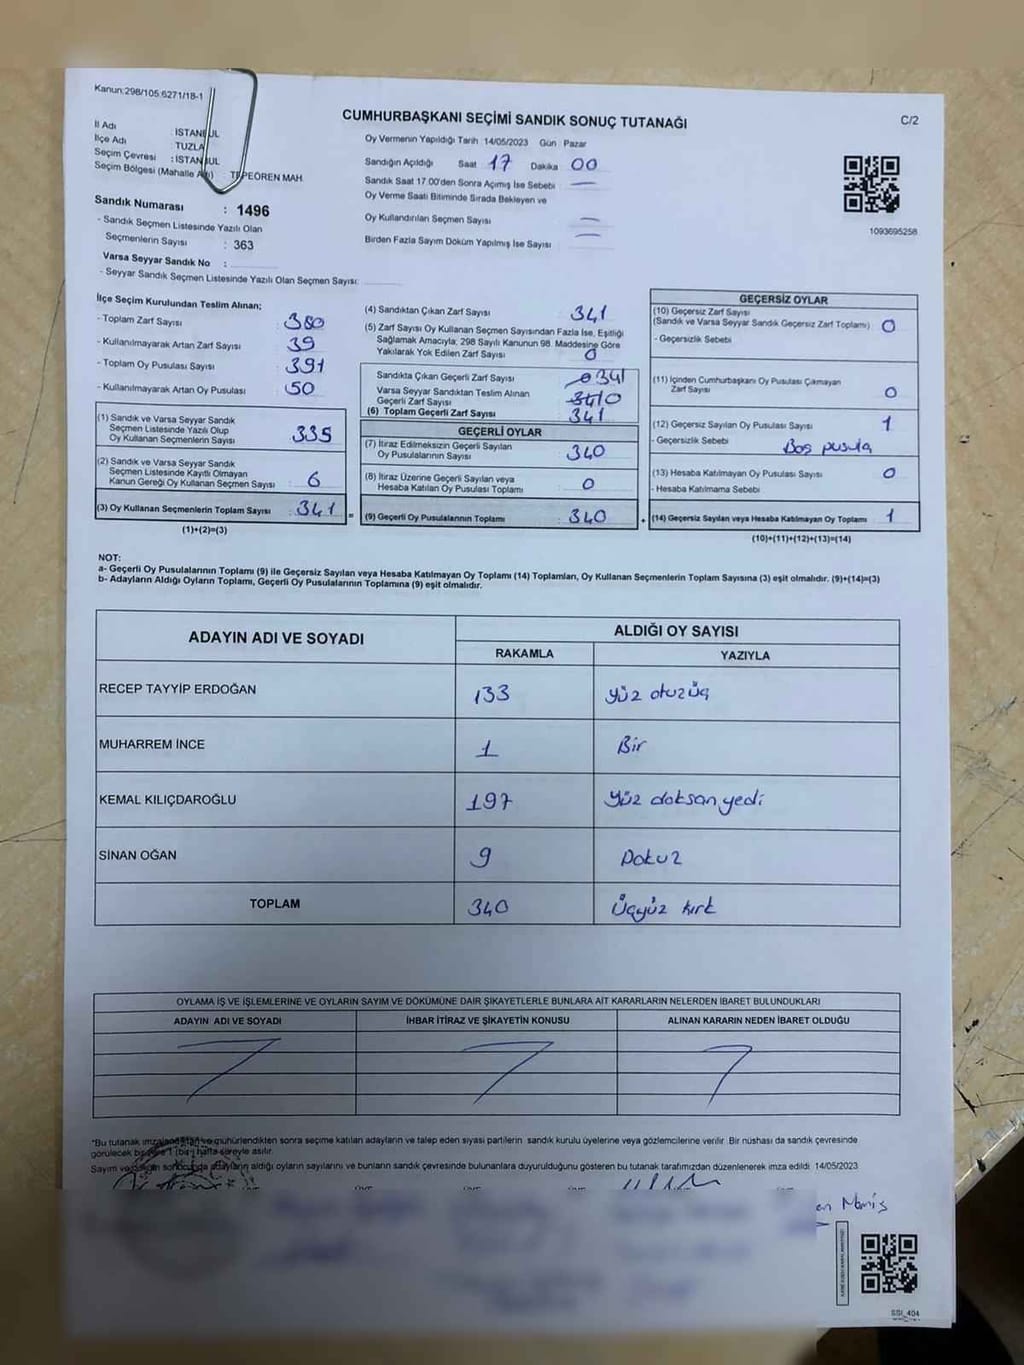 Kanun:298/105 6271/18-1
CUMHURBAŞKANI SEÇİMİ SANDIK SONUÇ TUTANAĞI
C/2
İl Adı : İSTANBUL
İlçe Adı TUZLA
Seçim Çevresi : İSTANBUL
Seçim Bölgesi (Mahalle Adı) TEPEÖREN MAH.
Oy Vermenin Yapıldığı Tarih 14/05/2023 Gün Pazar
Sandığın Açıldığı Saat 17 Dakika 00
Sandık Saat 17.00'den Sonra Açımış İse Sebebi —
Oy Verme Saati Bitiminde Sırada Bekleyen ve
Oy Kullandırılan Seçmen Sayısı —
Birden Fazla Sayım Döküm Yapılmış İse Sayısı —
1093695258
Sandık Numarası : 1496
- Sandık Seçmen Listesinde Yazılı Olan
Seçmenlerin Sayısı : 363
Varsa Seyyar Sandık No :
- Seyyar Sandık Seçmen Listesinde Yazılı Olan Seçmen Sayısı:
İlçe Seçim Kurulundan Teslim Alınan;
- Toplam Zarf Sayısı 380
- Kullanılmayarak Artan Zarf Sayısı 39
- Toplam Oy Pusulası Sayısı 391
- Kullanılmayarak Artan Oy Pusulası 50
(1) Sandık ve Varsa Seyyar Sandık
Seçmen Listesinde Yazılı Olup
Oy Kullanan Seçmenlerin Sayısı 335
(2) Sandık ve Varsa Seyyar Sandık
Seçmen Listesinde Kayıtlı Olmayan
Kanun Gereği Oy Kullanan Seçmen Sayısı 6
(3) Oy Kullanan Seçmenlerin Toplam Sayısı 341 =
(1)+(2)=(3)
(4) Sandıktan Çıkan Zarf Sayısı 341
(5) Zarf Sayısı Oy Kullanan Seçmen Sayısından Fazla İse, Eşitliği
Sağlamak Amacıyla; 298 Sayılı Kanunun 98. Maddesine Göre
Yakılarak Yok Edilen Zarf Sayısı 0
Sandıkta Çıkan Geçerli Zarf Sayısı 341
Varsa Seyyar Sandıktan Teslim Alınan
Geçerli Zarf Sayısı 0
(6) Toplam Geçerli Zarf Sayısı 341
GEÇERLİ OYLAR
(7) İtiraz Edilmeksizin Geçerli Sayılan
Oy Pusulalarının Sayısı 340
(8) İtiraz Üzerine Geçerli Sayılan veya
Hesaba Katılan Oy Pusulası Toplamı 0
(9) Geçerli Oy Pusulalarının Toplamı 340 +
GEÇERSİZ OYLAR
(10) Geçersiz Zarf Sayısı
(Sandık ve Varsa Seyyar Sandık Geçersiz Zarf Toplamı) 0
- Geçersizlik Sebebi
(11) İçinden Cumhurbaşkanı Oy Pusulası Çıkmayan
Zarf Sayısı 0
(12) Geçersiz Sayılan Oy Pusulası Sayısı 1
- Geçersizlik Sebebi Boş pusula
(13) Hesaba Katılmayan Oy Pusulası Sayısı 0
- Hesaba Katılmama Sebebi
(14) Geçersiz Sayılan veya Hesaba Katılmayan Oy Toplamı 1
(10)+(11)+(12)+(13)=(14)
NOT:
a- Geçerli Oy Pusulalarının Toplamı (9) ile Geçersiz Sayılan veya Hesaba Katılmayan Oy Toplamı (14) Toplamları, Oy Kullanan Seçmenlerin Toplam Sayısına (3) eşit olmalıdır. (9)+(14)=(3)
b- Adayların Aldığı Oyların Toplamı, Geçerli Oy Pusulalarının Toplamına (9) eşit olmalıdır.
ADAYIN ADI VE SOYADI ALDIĞI OY SAYISI
RAKAMLA YAZIYLA
RECEP TAYYİP ERDOĞAN 133 Yüz otuzüç
MUHARREM İNCE 1 Bir
KEMAL KILIÇDAROĞLU 197 Yüz doksan yedi
SİNAN OĞAN 9 Dokuz
TOPLAM 340 Üçyüz kırk
OYLAMA İŞ VE İŞLEMLERİNE VE OYLARIN SAYIM VE DÖKÜMÜNE DAİR ŞİKAYETLERLE BUNLARA AİT KARARLARIN NELERDEN İBARET BULUNDUKLARI
ADAYIN ADI VE SOYADI İHBAR İTİRAZ VE ŞİKAYETİN KONUSU ALINAN KARARIN NEDEN İBARET OLDUĞU
*Bu tutanak imzalandıktan ve mühürlendikten sonra seçime katılan adayların ve talep eden siyasi partilerin sandık kurulu üyelerine veya gözlemcilerine verilir. Bir nüshası da sandık çevresinde
görülecek bir yere 1 (bir) hafta süreyle asılır.
Sayım ve döküm sonucunda adayların aldığı oyların sayılarını ve bunların sandık çevresinde bulunanlara duyurulduğunu gösteren bu tutanak tarafımızdan düzenlenerek imza edildi. 14/05/2023
SSI_404